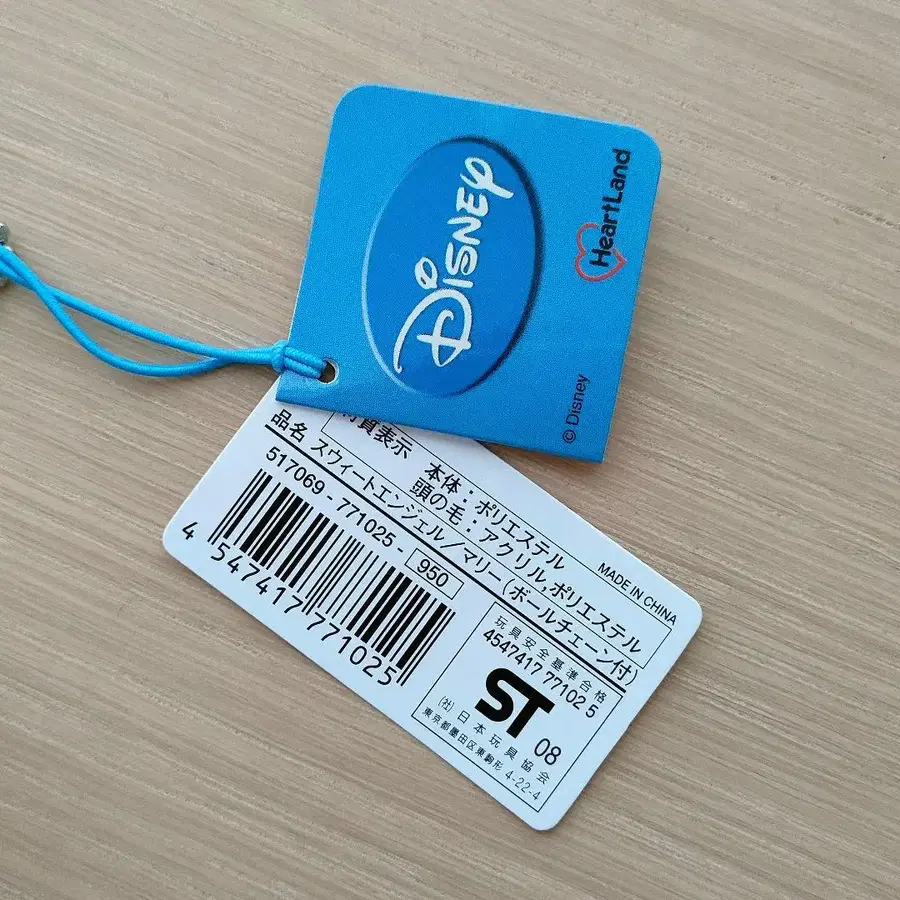 Disney
HeartLand
© Disney
材質表示
本体：ポリエステル
頭の毛：アクリル,ポリエステル
品名 スウィートエンジェル／マリー（ボールチェーン付）
517069-771025- 950
4 547417 771025
MADE IN CHINA
玩具安全基準合格
4547417 77102 5
ST 08
(社)日本玩具協会
東京都墨田区東駒形 4-22-4